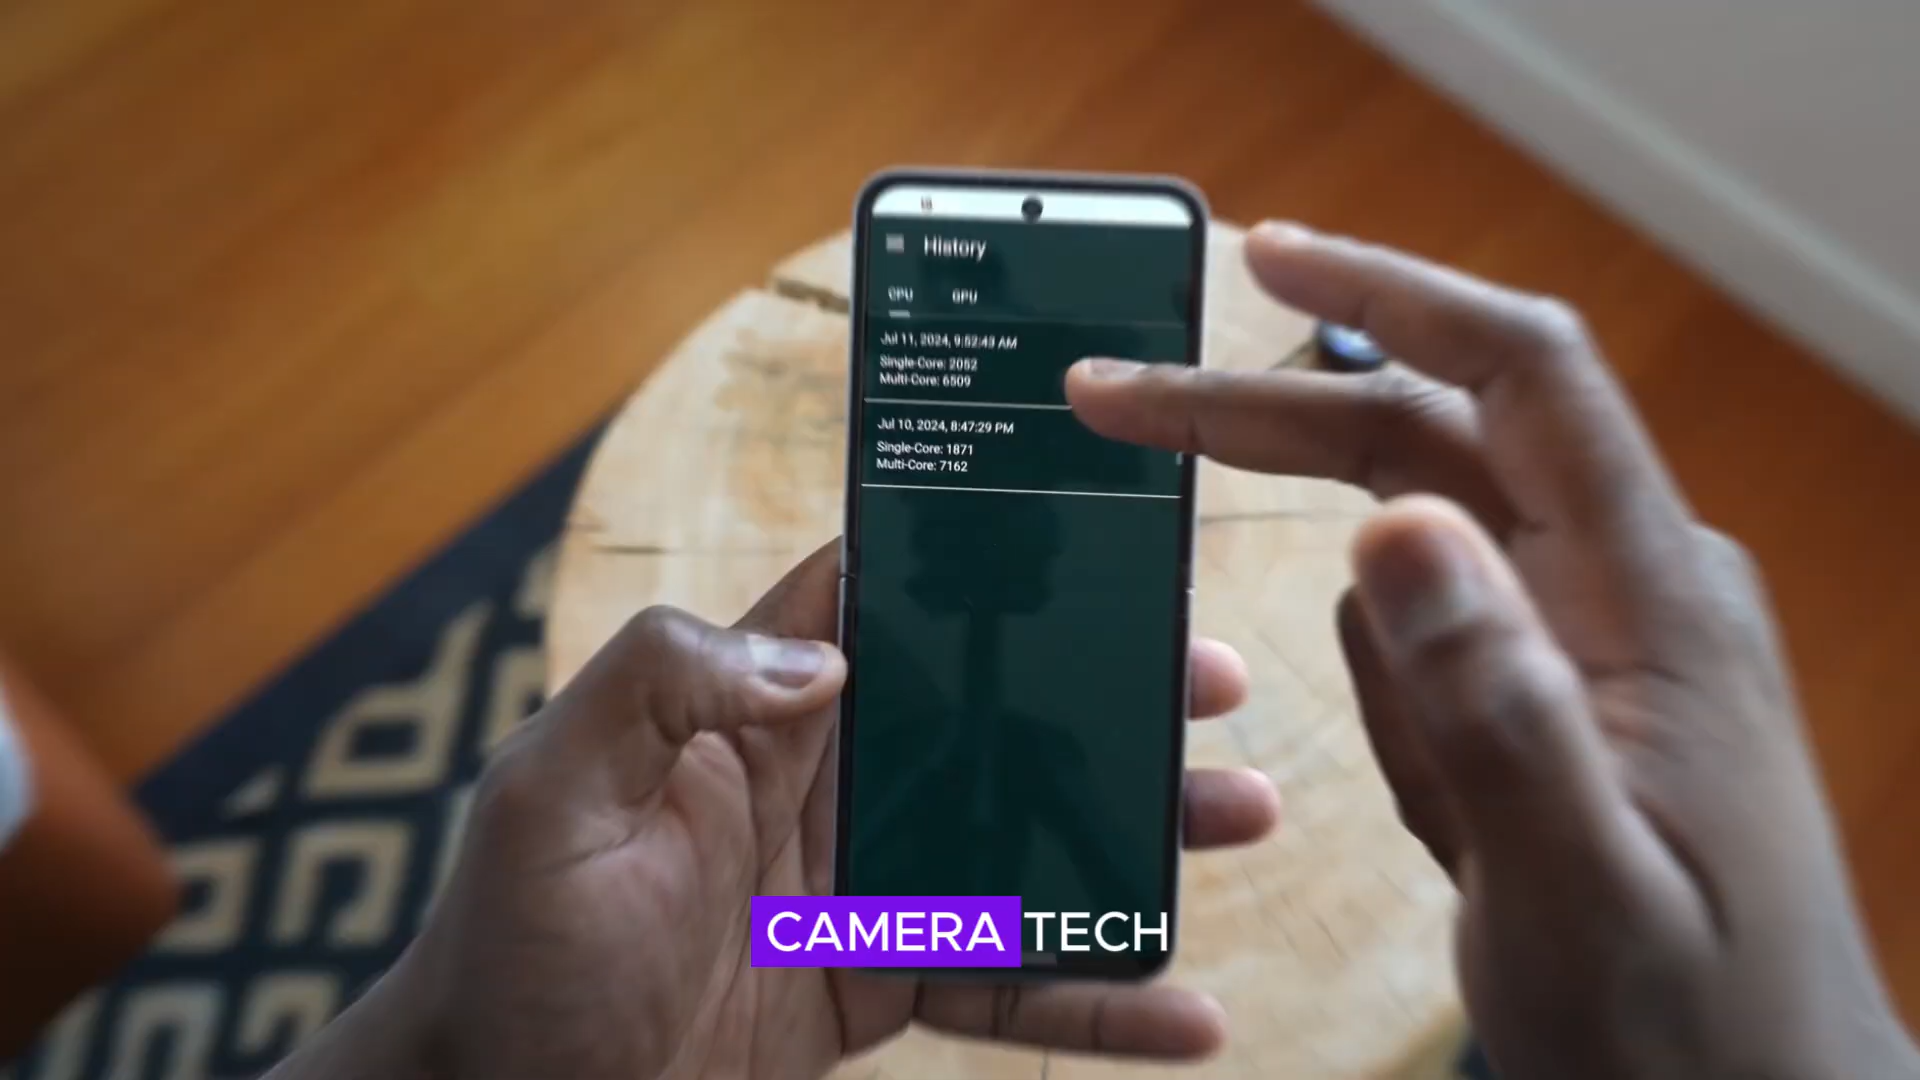 History
CPU GPU
Jul 11, 2024, 9:52:43 AM
Single-Core: 2052
Multi-Core: 6509
Jul 10, 2024, 8:47:29 PM
Single-Core: 1871
Multi-Core: 7162
CAMERA TECH